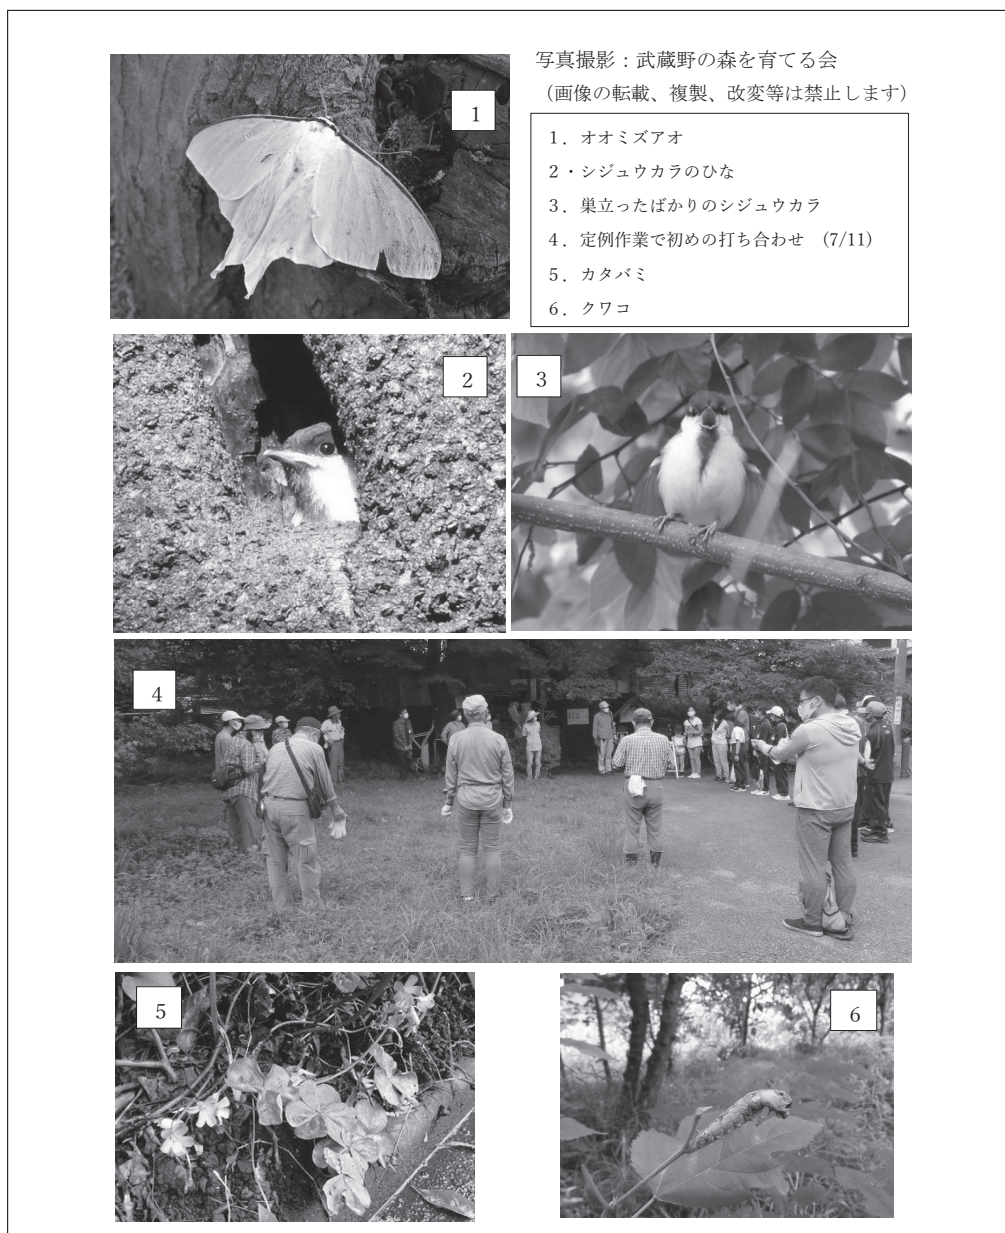 写真撮影：武蔵野の森を育てる会
（画像の転載、複製、改変等は禁止します）
1
1．オオミズアオ
2・シジュウカラのひな
3．巣立ったばかりのシジュウカラ
4．定例作業で初めの打ち合わせ　(7/11)
5．カタバミ
6．クワコ
2
3
4
5
6